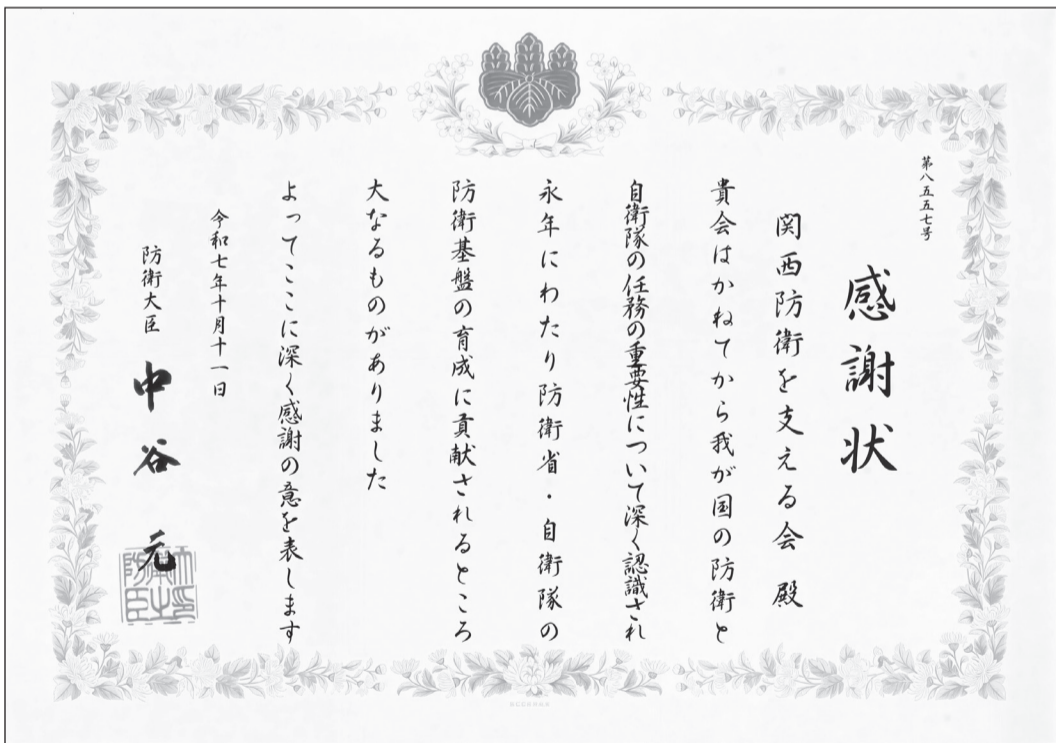 第八五五七号
感謝状
関西防衛を支える会 殿
貴会はかねてから我が国の防衛と
自衛隊の任務の重要性について深く認識され
永年にわたり防衛省・自衛隊の
防衛基盤の育成に貢献されるところ
大なるものがありました
よってここに深く感謝の意を表します
令和七年十月十一日
防衛大臣 中谷元
防衛大臣之印